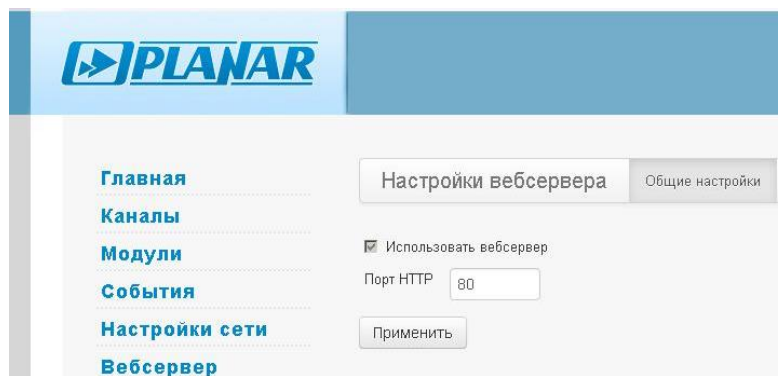 PLANAR
Главная
Каналы
Модули
События
Настройки сети
Вебсервер
Настройки вебсервера
Общие настройки
Использовать вебсервер
Порт HTTP 80
Применить